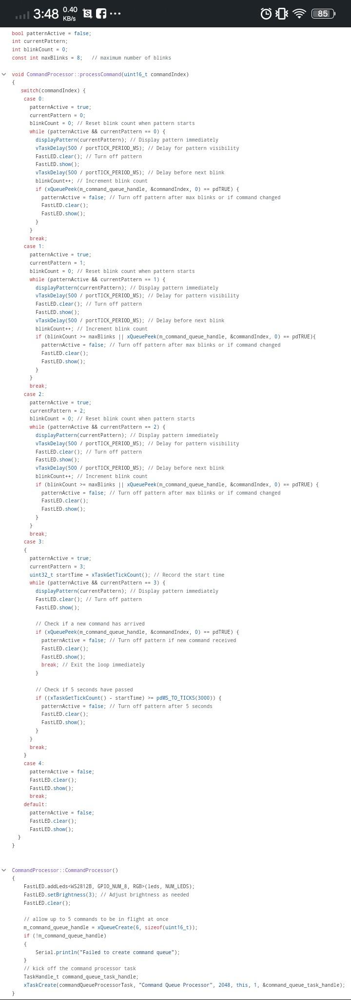 3:48 0.40 KB/s S f ••• 85
bool patternActive = false;
int currentPattern;
int blinkCount = 0;
const int maxBlinks = 8;   // maximum number of blinks
void CommandProcessor::processCommand(uint16_t commandIndex)
{
switch(commandIndex) {
case 0:
patternActive = true;
currentPattern = 0;
blinkCount = 0; // Reset blink count when pattern starts
while (patternActive && currentPattern == 0) {
displayPattern(currentPattern); // Display pattern immediately
vTaskDelay(500 / portTICK_PERIOD_MS); // Delay for pattern visibility
FastLED.clear(); // Turn off pattern
FastLED.show();
vTaskDelay(500 / portTICK_PERIOD_MS); // Delay before next blink
blinkCount++; // Increment blink count
if (xQueuePeek(m_command_queue_handle, &commandIndex, 0) == pdTRUE) {
patternActive = false; // Turn off pattern after max blinks or if command changed
FastLED.clear();
FastLED.show();
}
}
break;
case 1:
patternActive = true;
currentPattern = 1;
blinkCount = 0; // Reset blink count when pattern starts
while (patternActive && currentPattern == 1) {
displayPattern(currentPattern); // Display pattern immediately
vTaskDelay(500 / portTICK_PERIOD_MS); // Delay for pattern visibility
FastLED.clear(); // Turn off pattern
FastLED.show();
vTaskDelay(500 / portTICK_PERIOD_MS); // Delay before next blink
blinkCount++; // Increment blink count
if (blinkCount >= maxBlinks || xQueuePeek(m_command_queue_handle, &commandIndex, 0) == pdTRUE){
patternActive = false; // Turn off pattern after max blinks or if command changed
FastLED.clear();
FastLED.show();
}
}
break;
case 2:
patternActive = true;
currentPattern = 2;
blinkCount = 0; // Reset blink count when pattern starts
while (patternActive && currentPattern == 2) {
displayPattern(currentPattern); // Display pattern immediately
vTaskDelay(500 / portTICK_PERIOD_MS); // Delay for pattern visibility
FastLED.clear(); // Turn off pattern
FastLED.show();
vTaskDelay(500 / portTICK_PERIOD_MS); // Delay before next blink
blinkCount++; // Increment blink count
if (blinkCount >= maxBlinks || xQueuePeek(m_command_queue_handle, &commandIndex, 0) == pdTRUE) {
patternActive = false; // Turn off pattern after max blinks or if command changed
FastLED.clear();
FastLED.show();
}
}
break;
case 3:
{
patternActive = true;
currentPattern = 3;
uint32_t startTime = xTaskGetTickCount(); // Record the start time
while (patternActive && currentPattern == 3) {
displayPattern(currentPattern); // Display pattern immediately
FastLED.clear(); // Turn off pattern
FastLED.show();
// Check if a new command has arrived
if (xQueuePeek(m_command_queue_handle, &commandIndex, 0) == pdTRUE) {
patternActive = false; // Turn off pattern if new command received
FastLED.clear();
FastLED.show();
break; // Exit the loop immediately
}
// Check if 5 seconds have passed
if ((xTaskGetTickCount() - startTime) >= pdMS_TO_TICKS(3000)) {
patternActive = false; // Turn off pattern after 5 seconds
FastLED.clear();
FastLED.show();
}
}
break;
}
case 4:
patternActive = false;
FastLED.clear();
FastLED.show();
break;
default:
patternActive = false;
FastLED.clear();
FastLED.show();
}
}
CommandProcessor::CommandProcessor()
{
FastLED.addLeds<WS2812B, GPIO_NUM_8, RGB>(leds, NUM_LEDS);
FastLED.setBrightness(3); // Adjust brightness as needed
FastLED.clear();
// allow up to 5 commands to be in flight at once
m_command_queue_handle = xQueueCreate(6, sizeof(uint16_t));
if (!m_command_queue_handle)
{
Serial.println("Failed to create command queue");
}
// kick off the command processor task
TaskHandle_t command_queue_task_handle;
xTaskCreate(commandQueueProcessorTask, "Command Queue Processor", 2048, this, 1, &command_queue_task_handle);
}